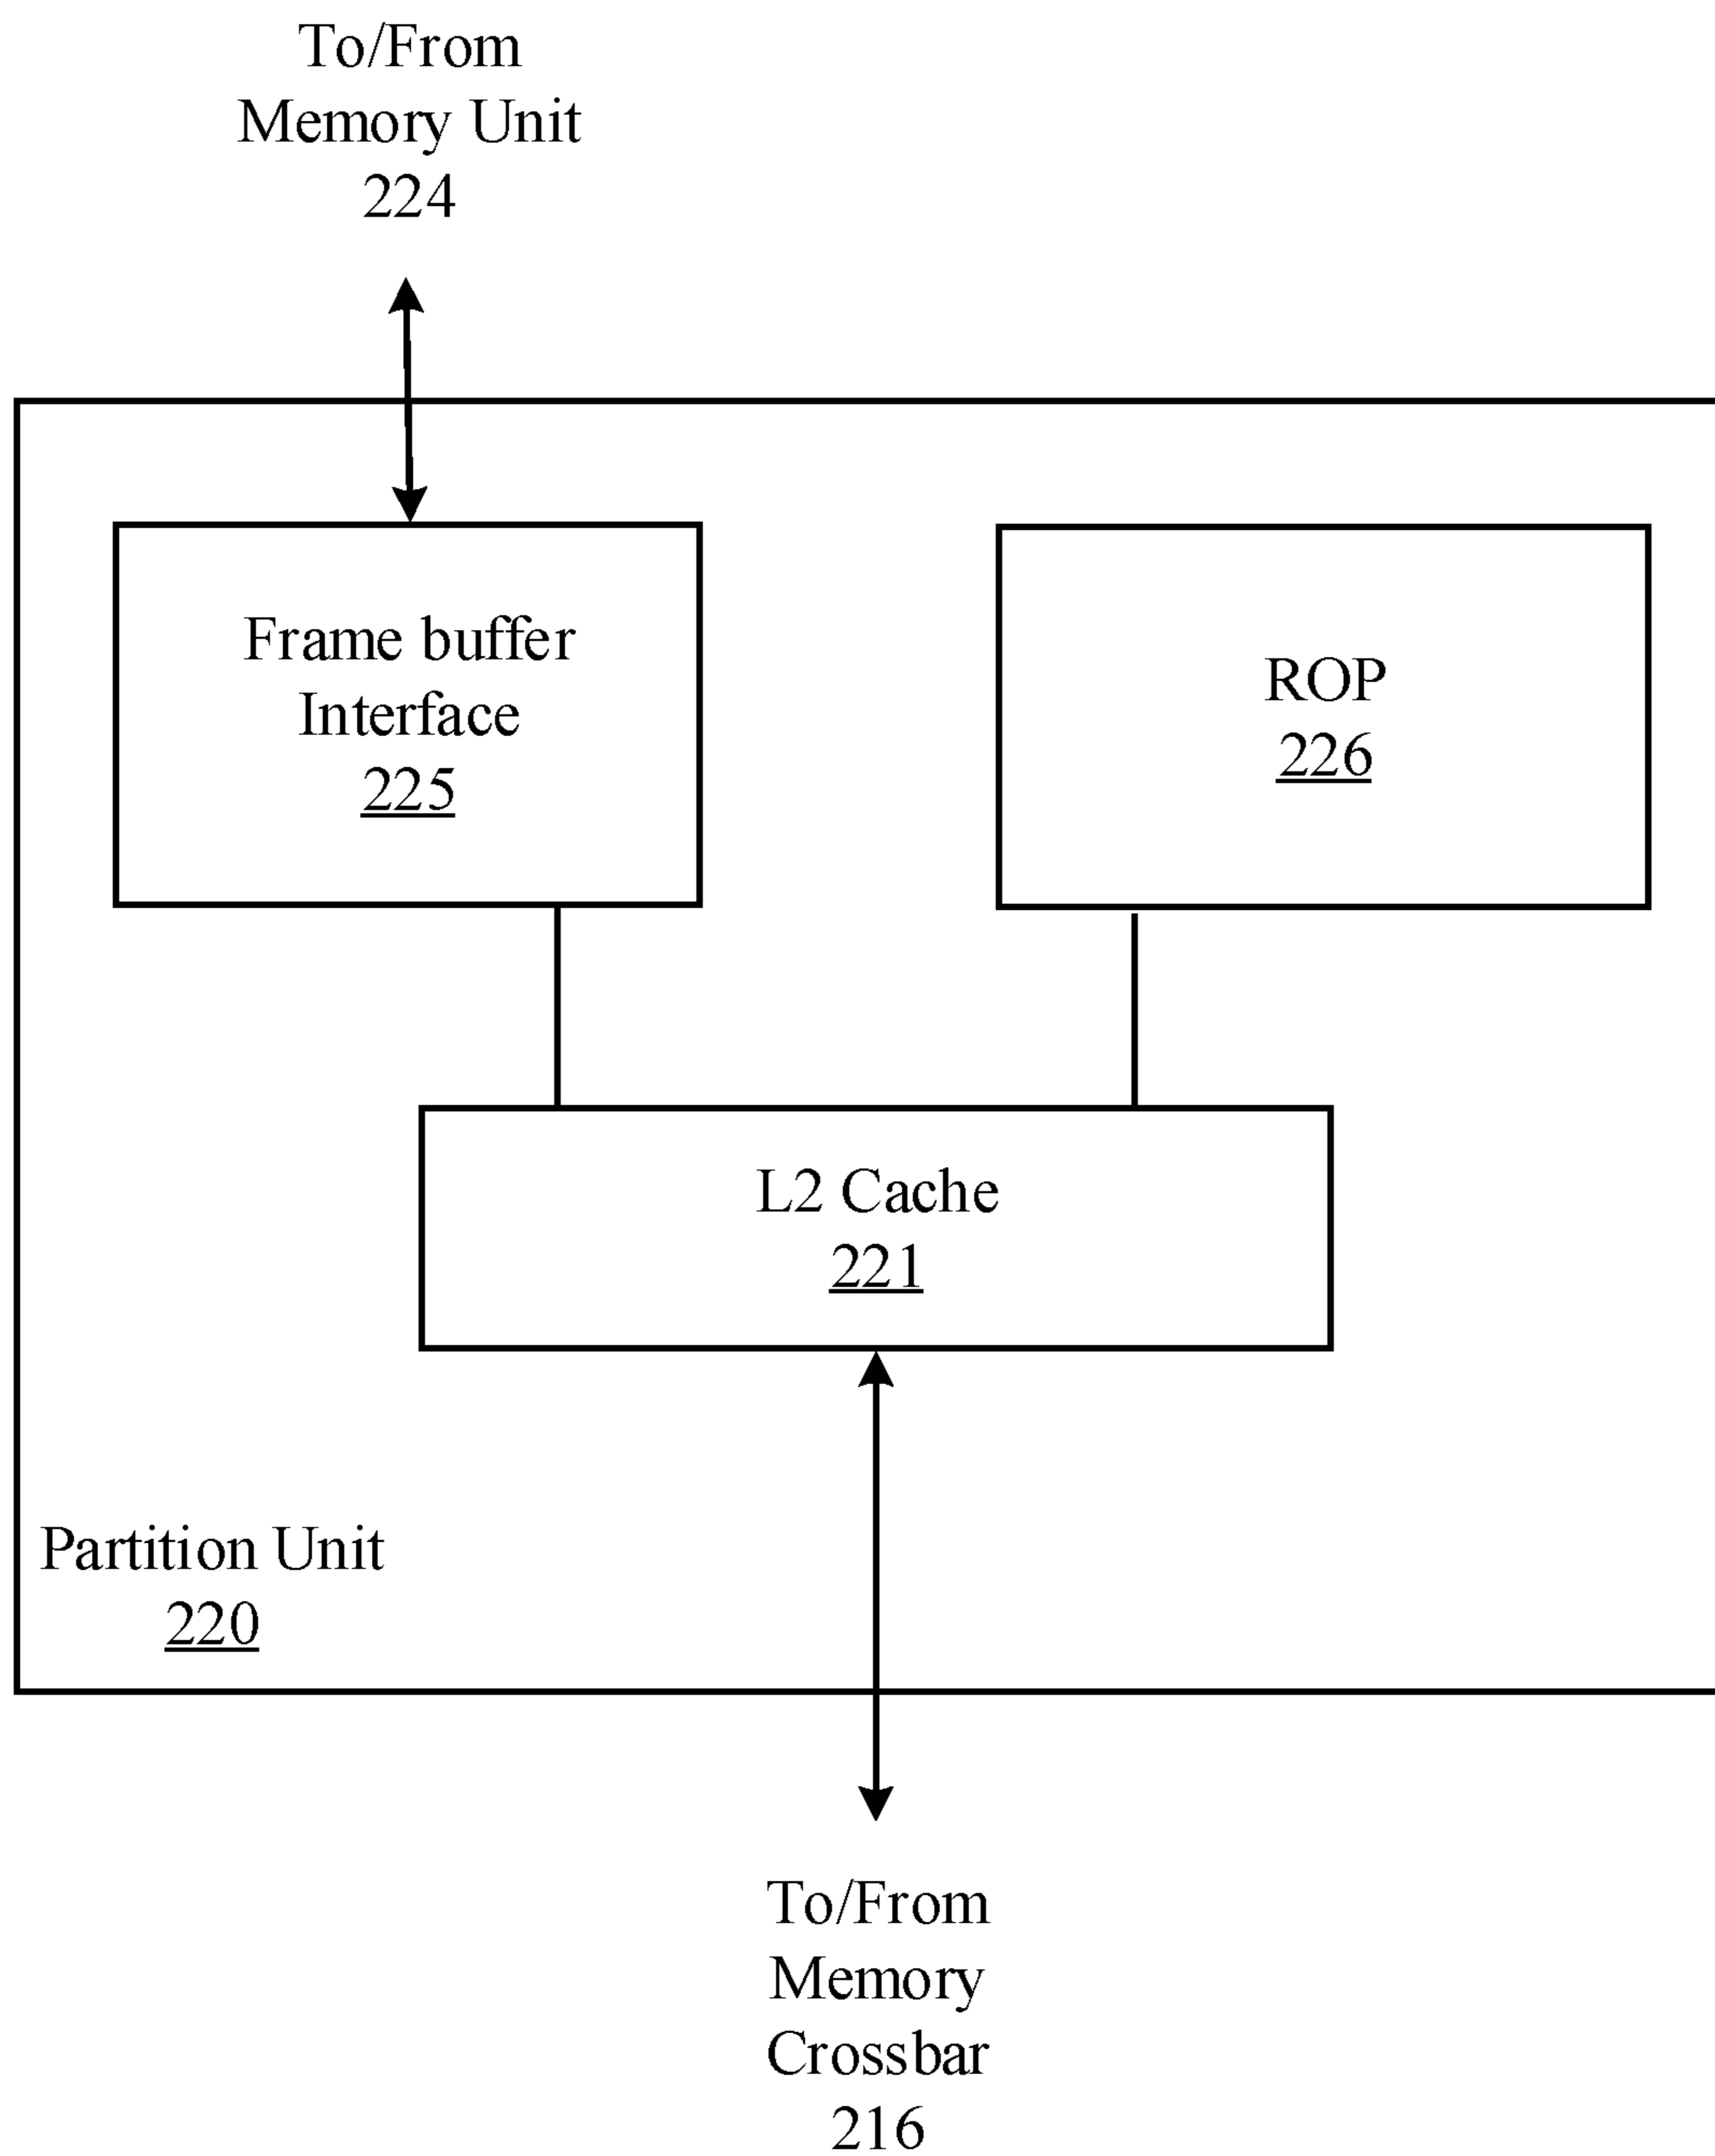 To/From
Memory Unit
224
Frame buffer
Interface
225
ROP
226
L2 Cache
221
Partition Unit
220
To/From
Memory
Crossbar
216